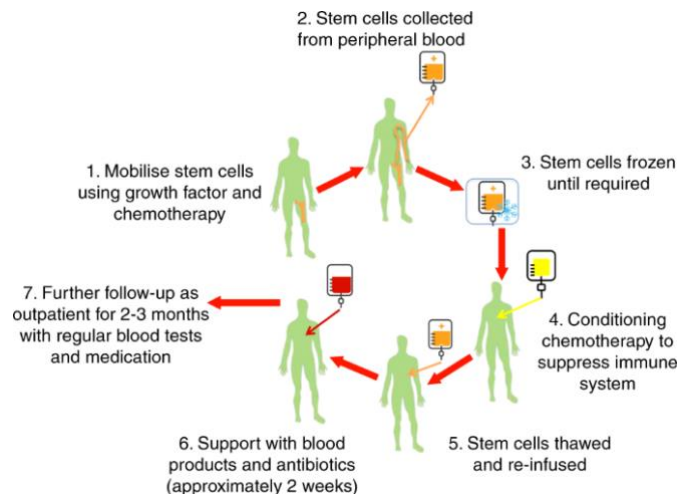 2. Stem cells collected
from peripheral blood
1. Mobilise stem cells
using growth factor and
chemotherapy
3. Stem cells frozen
until required
4. Conditioning
chemotherapy to
suppress immune
system
5. Stem cells thawed
and re-infused
6. Support with blood
products and antibiotics
(approximately 2 weeks)
7. Further follow-up as
outpatient for 2-3 months
with regular blood tests
and medication